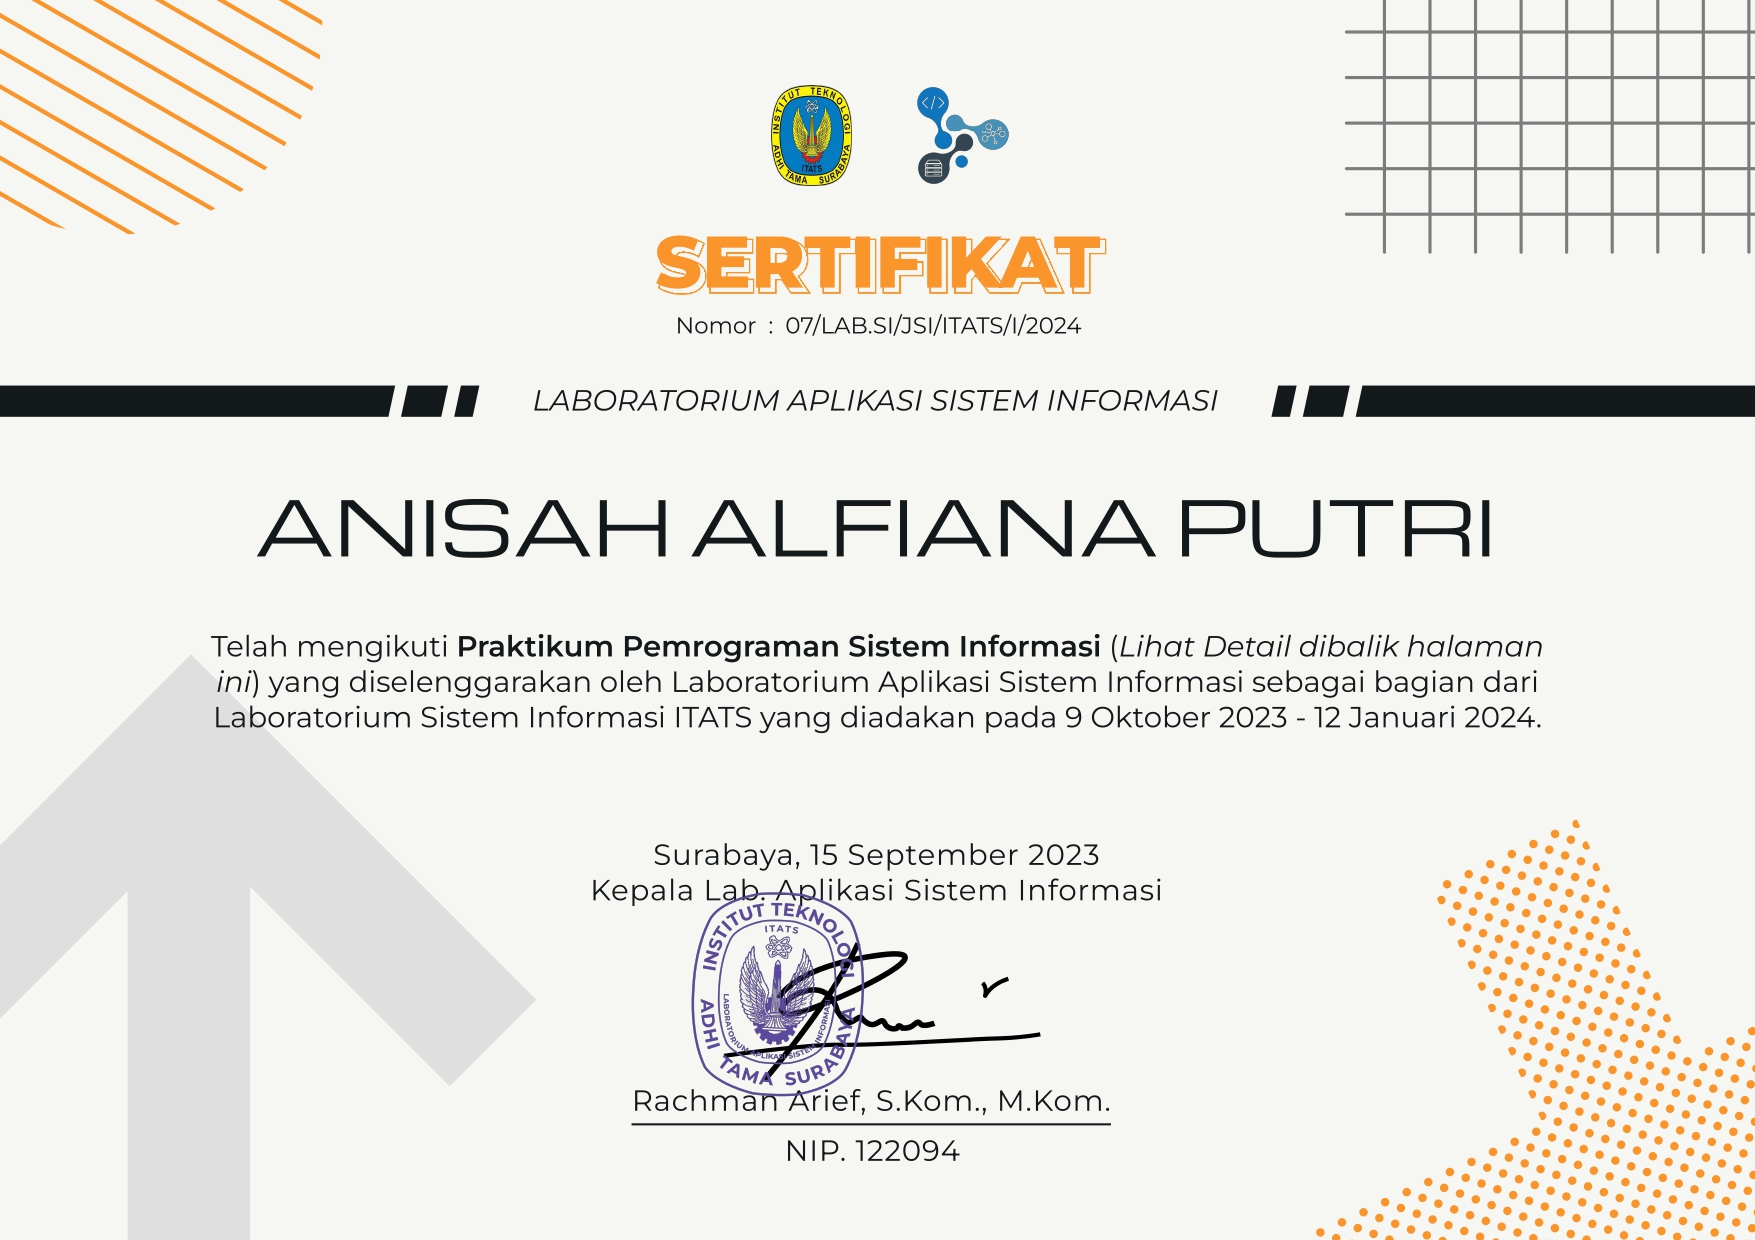 INSTITUT TEKNOLOGI
ADHI TAMA SURABAYA
ITATS
SERTIFIKAT
Nomor : 07/LAB.SI/JSI/ITATS/I/2024
LABORATORIUM APLIKASI SISTEM INFORMASI
ANISAH ALFIANA PUTRI
Telah mengikuti Praktikum Pemrograman Sistem Informasi (Lihat Detail dibalik halaman
ini) yang diselenggarakan oleh Laboratorium Aplikasi Sistem Informasi sebagai bagian dari
Laboratorium Sistem Informasi ITATS yang diadakan pada 9 Oktober 2023 - 12 Januari 2024.
Surabaya, 15 September 2023
Kepala Lab. Aplikasi Sistem Informasi
INSTITUT TEKNOLOGI
ITATS
LABORATORIUM APLIKASI SISTEM INFORMASI
ADHI TAMA SURABAYA
Rachman Arief, S.Kom., M.Kom.
NIP. 122094